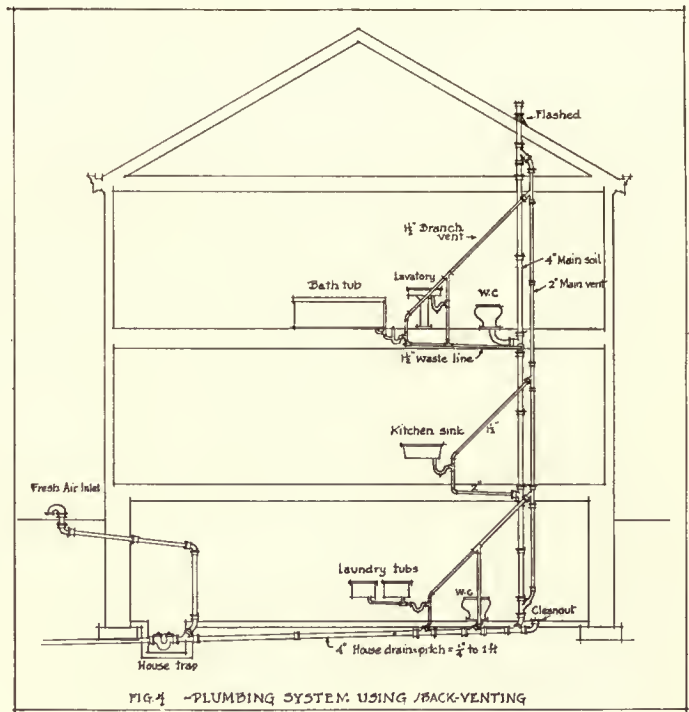 Flashed
1½" Branch
vent
4" Main soil
2" Main vent
Bath tub
Lavatory
W.C
1½" waste line
Kitchen sink
1½"
2"
Fresh Air Inlet
Laundry tubs
W.C
Cleanout
House trap
4" House drain-pitch = ¼" to 1 ft
FIG. 4 -PLUMBING SYSTEM USING BACK-VENTING